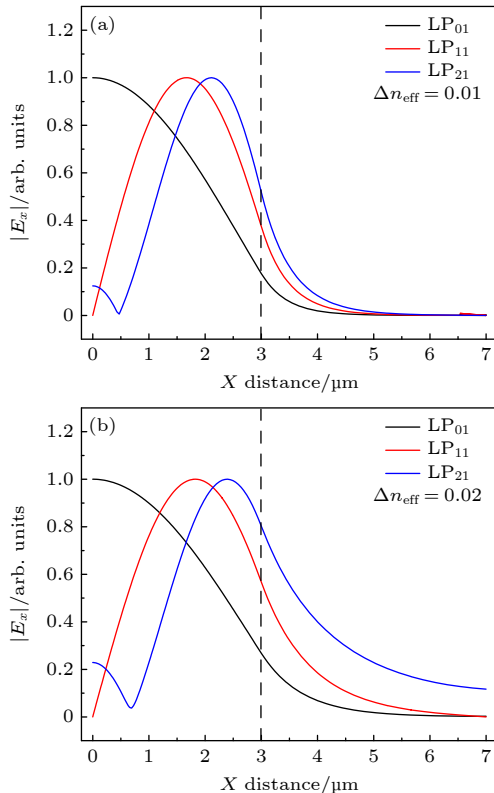 (a)
LP₀₁
LP₁₁
LP₂₁
Δn_eff = 0.01
1.2
1.0
0.8
0.6
0.4
0.2
0
|Eₓ|/arb. units
0 1 2 3 4 5 6 7
X distance/μm
(b)
LP₀₁
LP₁₁
LP₂₁
Δn_eff = 0.02
1.2
1.0
0.8
0.6
0.4
0.2
0
|Eₓ|/arb. units
0 1 2 3 4 5 6 7
X distance/μm